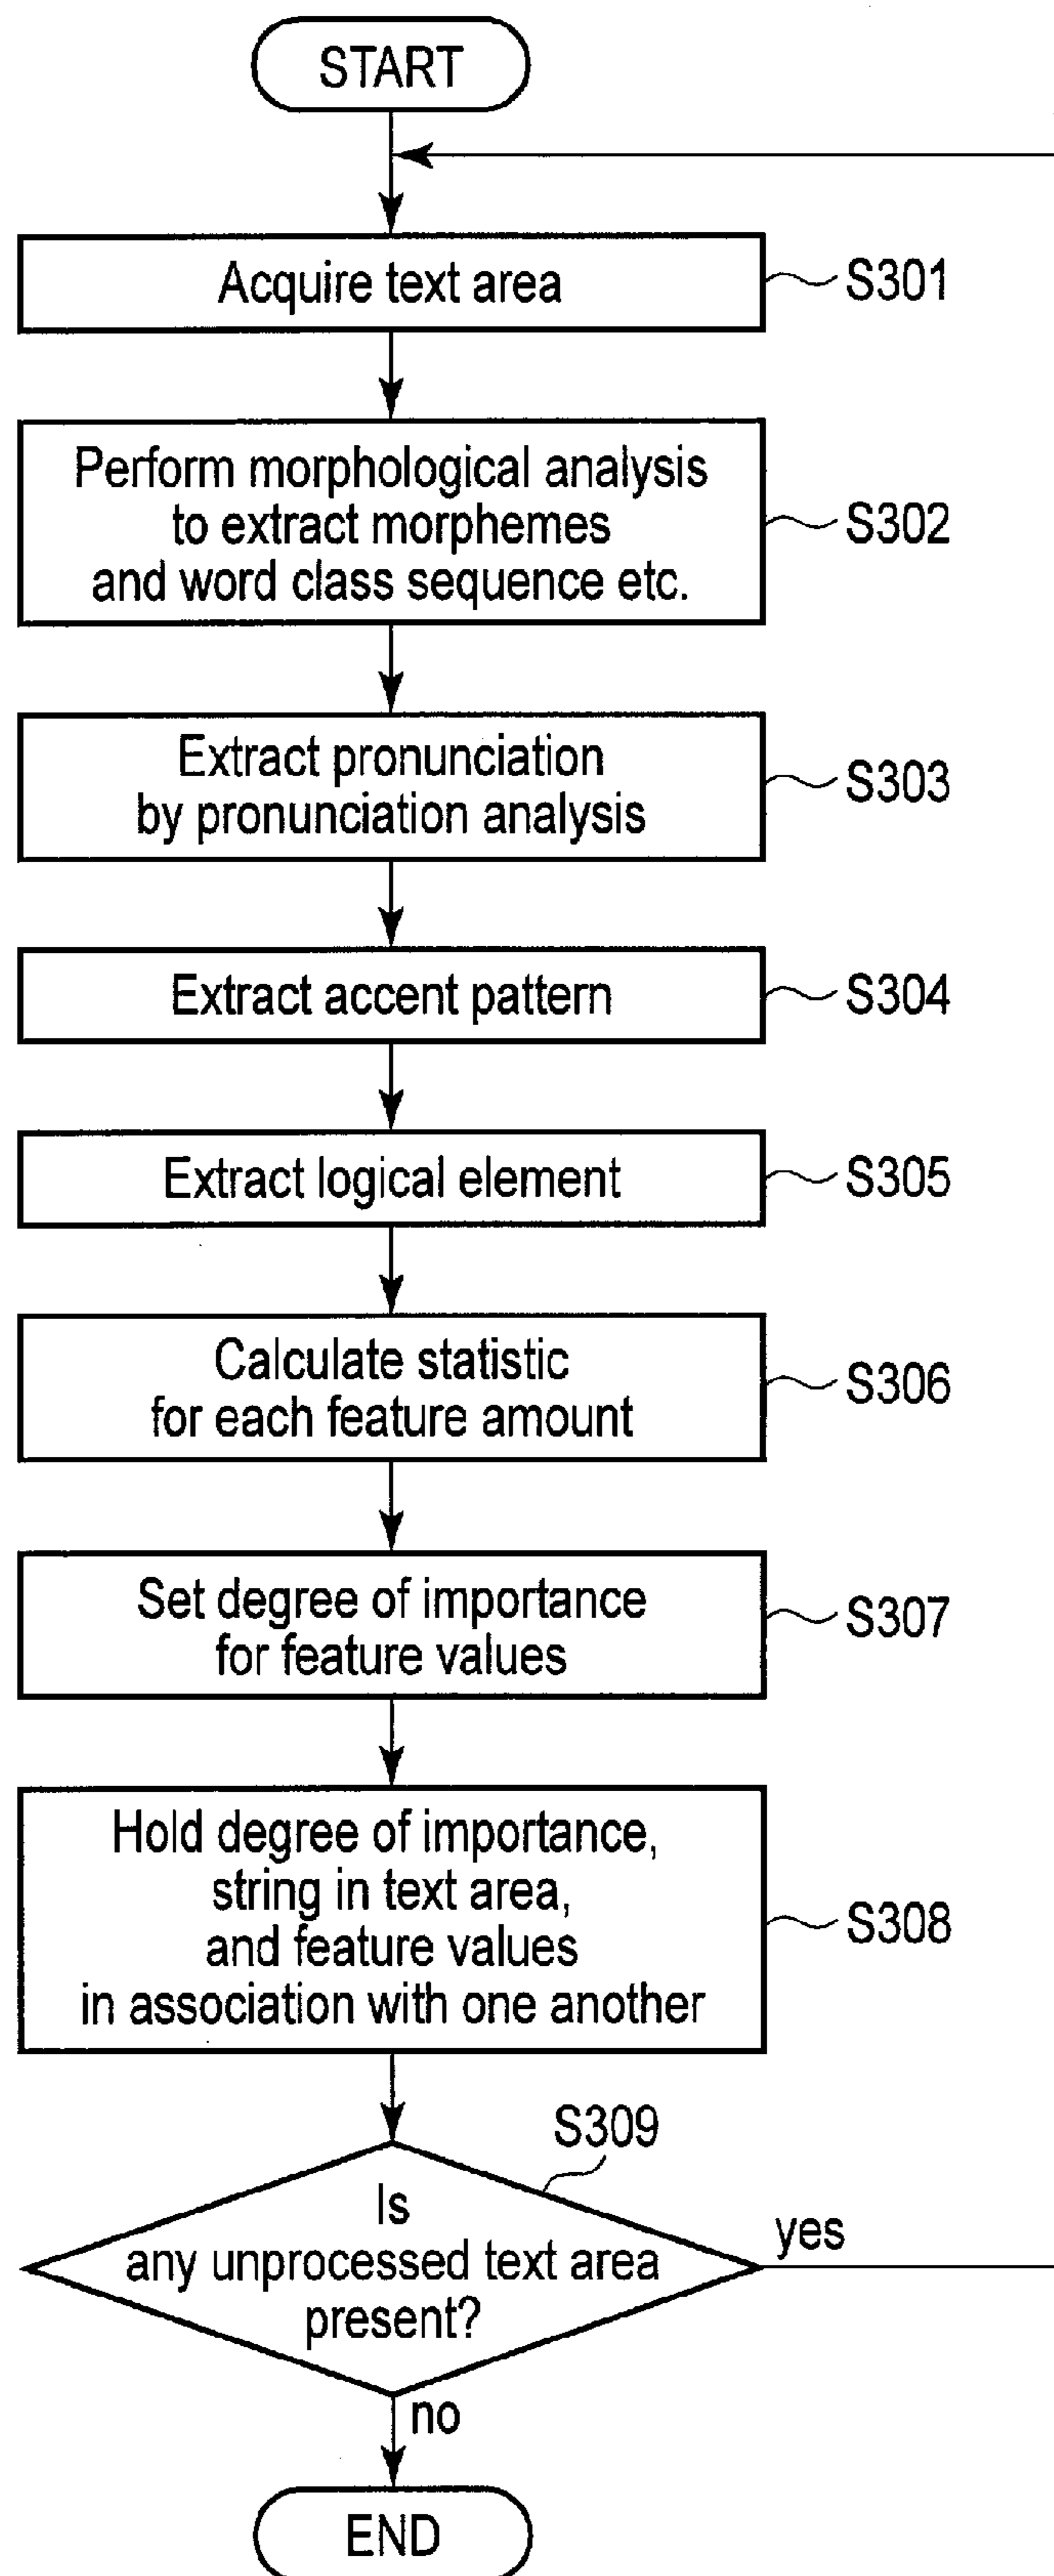 START
Acquire text area
S301
Perform morphological analysis
to extract morphemes
and word class sequence etc.
S302
Extract pronunciation
by pronunciation analysis
S303
Extract accent pattern
S304
Extract logical element
S305
Calculate statistic
for each feature amount
S306
Set degree of importance
for feature values
S307
Hold degree of importance,
string in text area,
and feature values
in association with one another
S308
S309
Is
any unprocessed text area
present?
yes
no
END